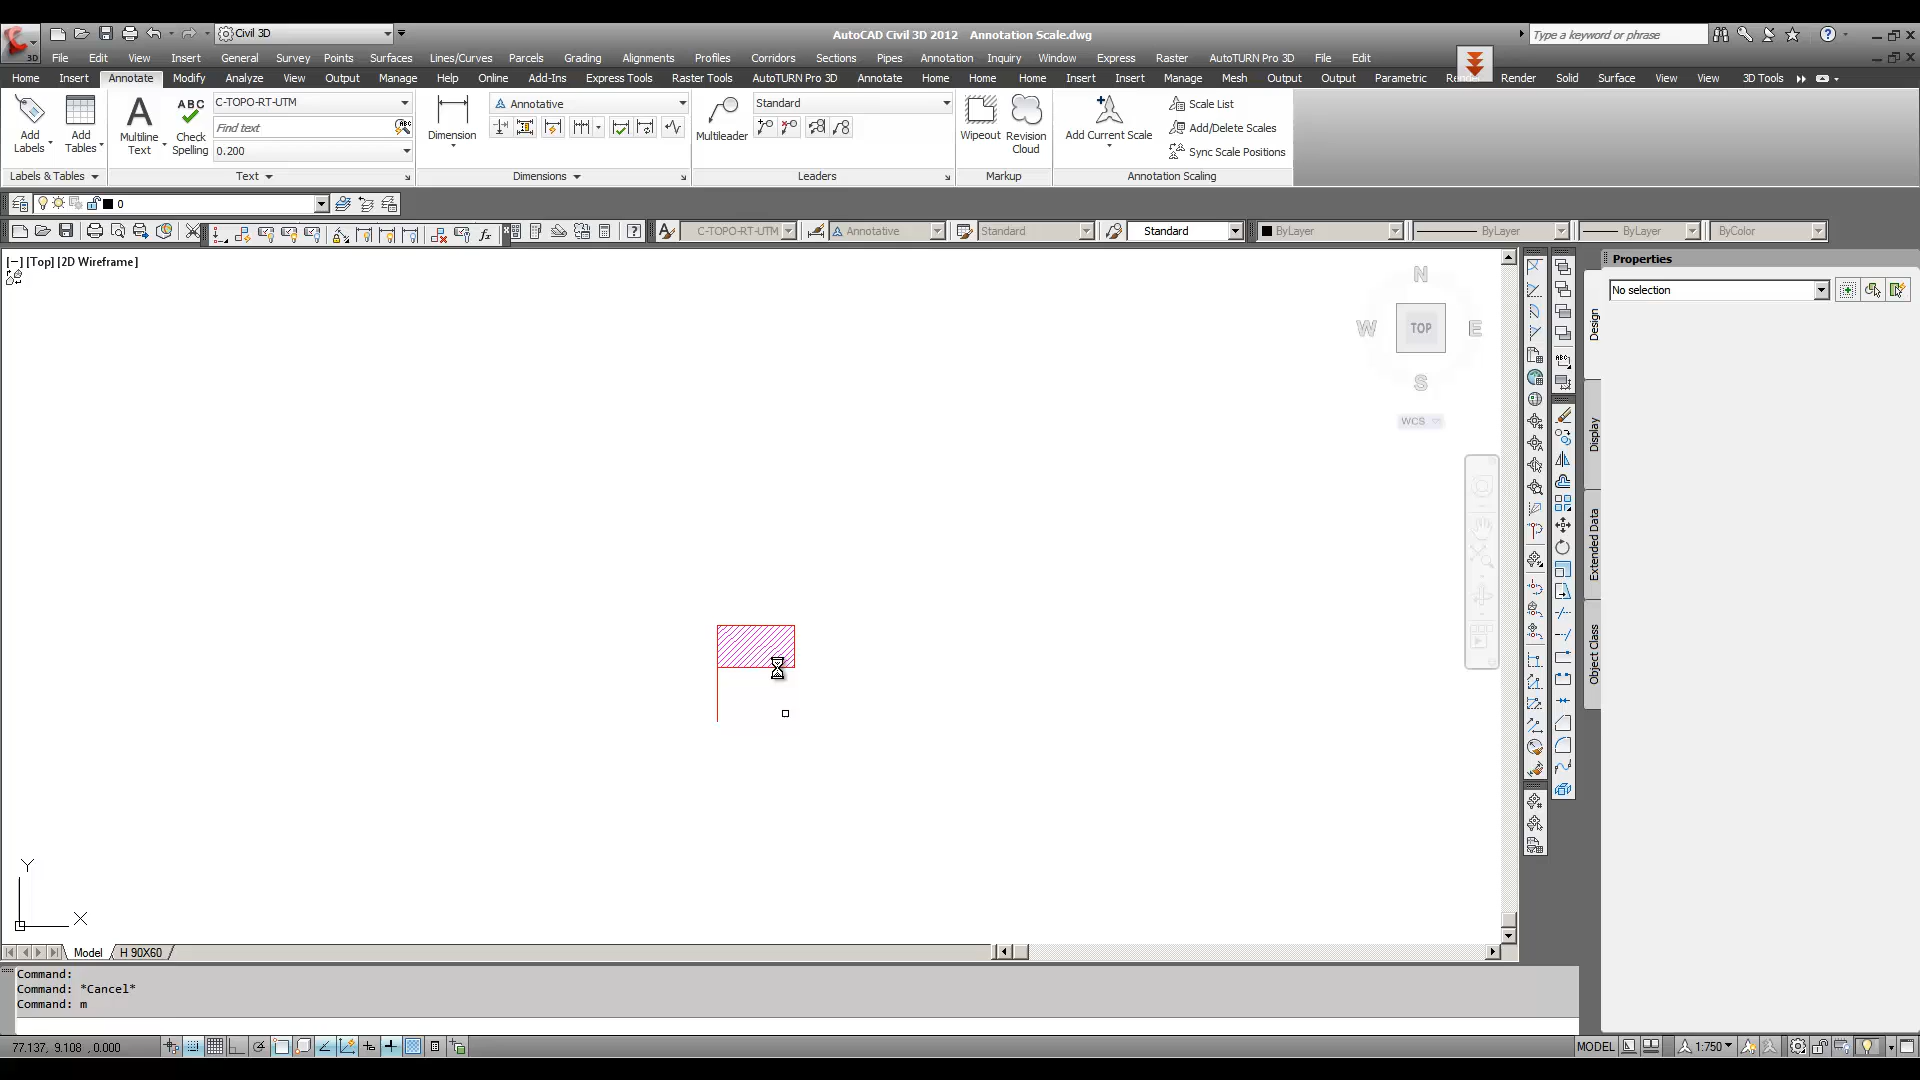 Civil 3D
AutoCAD Civil 3D 2012 Annotation Scale.dwg
Type a keyword or phrase
3D
File Edit View Insert General Survey Points Surfaces Lines/Curves Parcels Grading Alignments Profiles Corridors Sections Pipes Annotation Inquiry Window Express Raster AutoTURN Pro 3D File Edit
Home Insert Annotate Modify Analyze View Output Manage Help Online Add-Ins Express Tools Raster Tools AutoTURN Pro 3D Annotate Home Home Home Insert Insert Manage Mesh Output Output Parametric Render Render Solid Surface View View 3D Tools
Add Labels
Add Tables
A
Multiline Text
ABC
Check Spelling
C-TOPO-RT-UTM
Find text
0.200
Dimension
Annotative
Multileader
Standard
Wipeout
Revision Cloud
Add Current Scale
Scale List
Add/Delete Scales
Sync Scale Positions
Labels & Tables
Text
Dimensions
Leaders
Markup
Annotation Scaling
0
C-TOPO-RT-UTM
Annotative
Standard
Standard
ByLayer
ByLayer
ByLayer
ByColor
[−] [Top] [2D Wireframe]
N
W
TOP
E
S
WCS
Properties
No selection
Design
Display
Extended Data
Object Class
Y
X
Model
H 90X60
Command:
Command: *Cancel*
Command: m
77.137, 9.108 , 0.000
MODEL
1:750